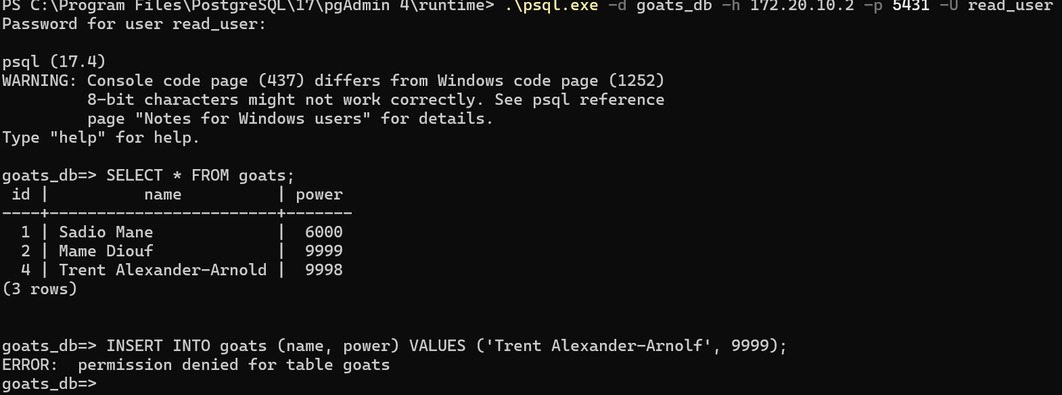 PS C:\Program Files\PostgreSQL\17\pgAdmin 4\runtime> .\psql.exe -d goats_db -h 172.20.10.2 -p 5431 -U read_user
Password for user read_user:
psql (17.4)
WARNING: Console code page (437) differs from Windows code page (1252)
         8-bit characters might not work correctly. See psql reference
         page "Notes for Windows users" for details.
Type "help" for help.
goats_db=> SELECT * FROM goats;
 id |          name          | power
----+------------------------+-------
  1 | Sadio Mane             |  6000
  2 | Mame Diouf             |  9999
  4 | Trent Alexander-Arnold |  9998
(3 rows)
goats_db=> INSERT INTO goats (name, power) VALUES ('Trent Alexander-Arnolf', 9999);
ERROR:  permission denied for table goats
goats_db=>